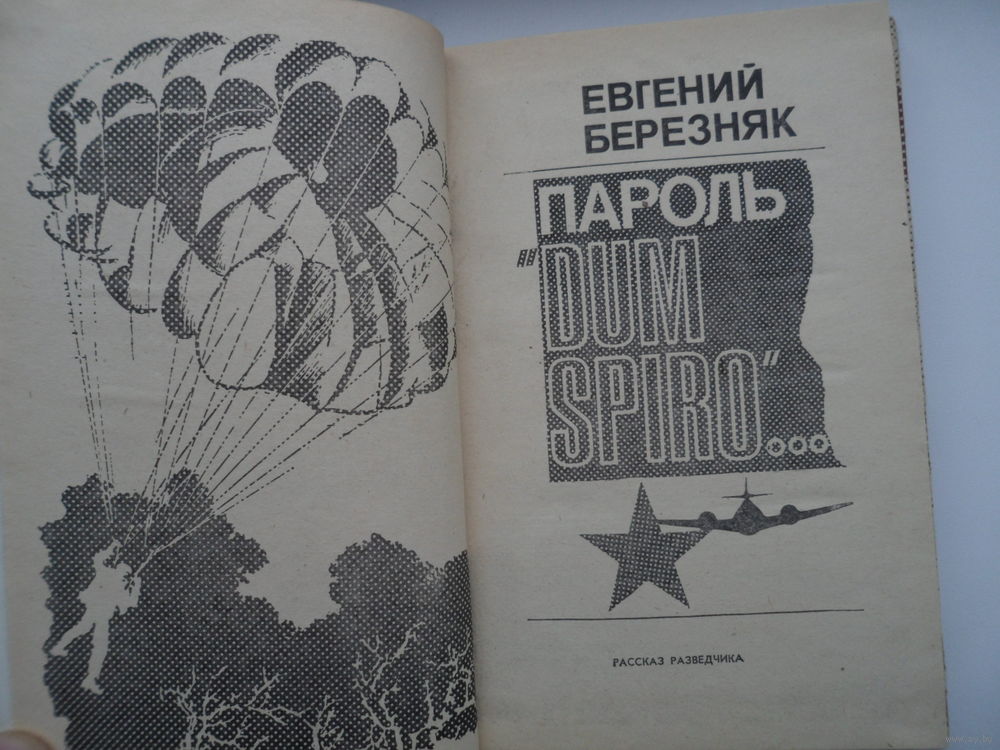 ЕВГЕНИЙ
БЕРЕЗНЯК
ПАРОЛЬ
"DUM
SPIRO"...
РАССКАЗ РАЗВЕДЧИКА